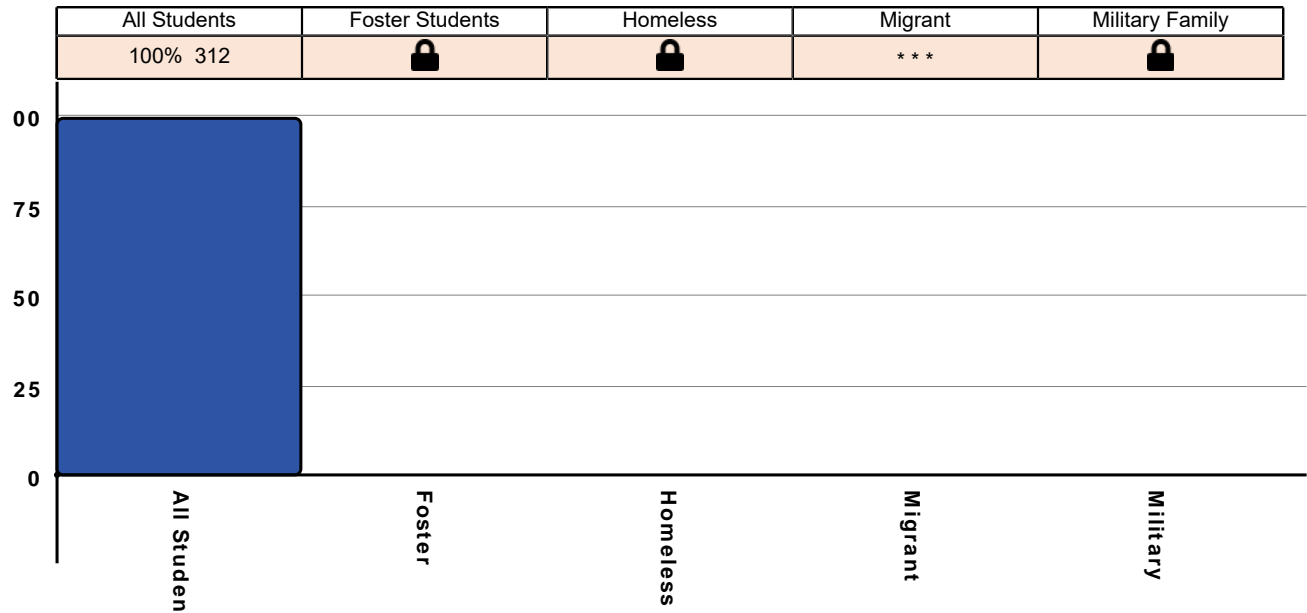 All Students Foster Students Homeless Migrant Military Family
100% 312 * * *
00
75
50
25
0
All Studen
Foster
Homeless
Migrant
Military